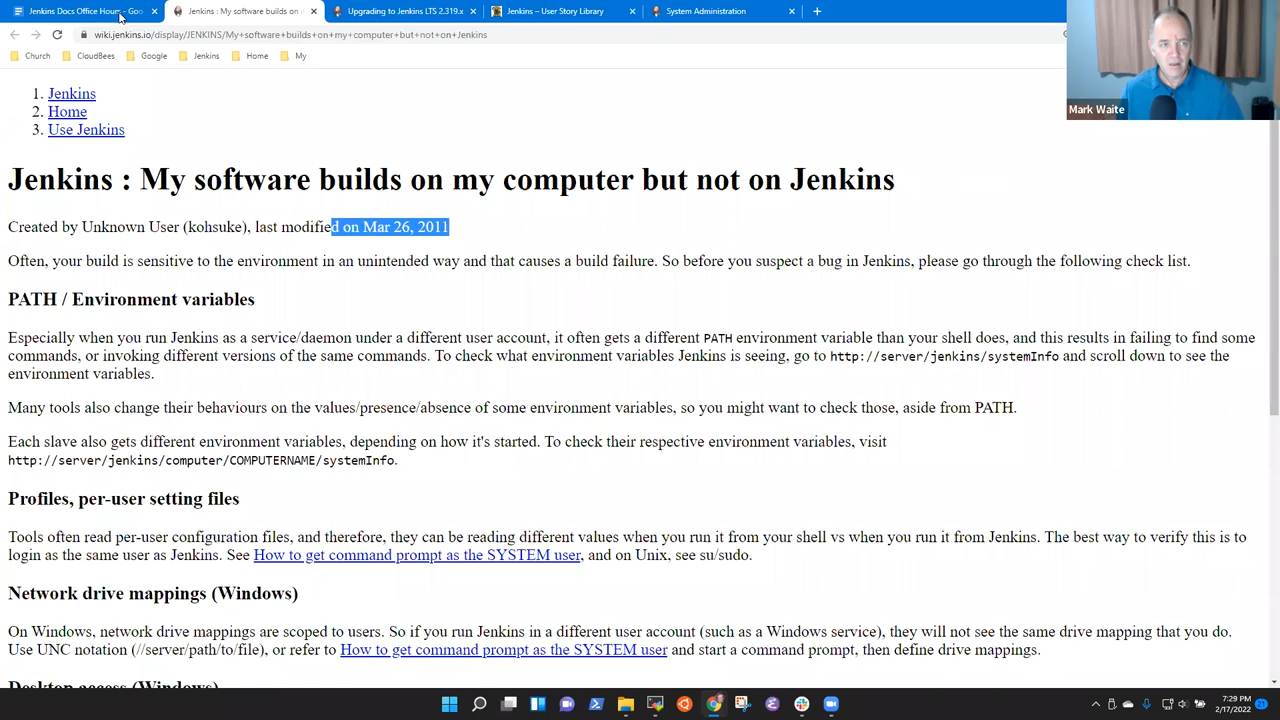 Jenkins Docs Office Hours - Goo
Jenkins : My software builds on
Upgrading to Jenkins LTS 2.319.x
Jenkins – User Story Library
System Administration
wiki.jenkins.io/display/JENKINS/My+software+builds+on+my+computer+but+not+on+Jenkins
Church
CloudBees
Google
Jenkins
Home
My
Mark Waite
1. Jenkins
2. Home
3. Use Jenkins
Jenkins : My software builds on my computer but not on Jenkins
Created by Unknown User (kohsuke), last modified on Mar 26, 2011
Often, your build is sensitive to the environment in an unintended way and that causes a build failure. So before you suspect a bug in Jenkins, please go through the following check list.
PATH / Environment variables
Especially when you run Jenkins as a service/daemon under a different user account, it often gets a different PATH environment variable than your shell does, and this results in failing to find some
commands, or invoking different versions of the same commands. To check what environment variables Jenkins is seeing, go to http://server/jenkins/systemInfo and scroll down to see the
environment variables.
Many tools also change their behaviours on the values/presence/absence of some environment variables, so you might want to check those, aside from PATH.
Each slave also gets different environment variables, depending on how it's started. To check their respective environment variables, visit
http://server/jenkins/computer/COMPUTERNAME/systemInfo.
Profiles, per-user setting files
Tools often read per-user configuration files, and therefore, they can be reading different values when you run it from your shell vs when you run it from Jenkins. The best way to verify this is to
login as the same user as Jenkins. See How to get command prompt as the SYSTEM user, and on Unix, see su/sudo.
Network drive mappings (Windows)
On Windows, network drive mappings are scoped to users. So if you run Jenkins in a different user account (such as a Windows service), they will not see the same drive mapping that you do.
Use UNC notation (//server/path/to/file), or refer to How to get command prompt as the SYSTEM user and start a command prompt, then define drive mappings.
Desktop access (Windows)
7:29 PM
2/17/2022